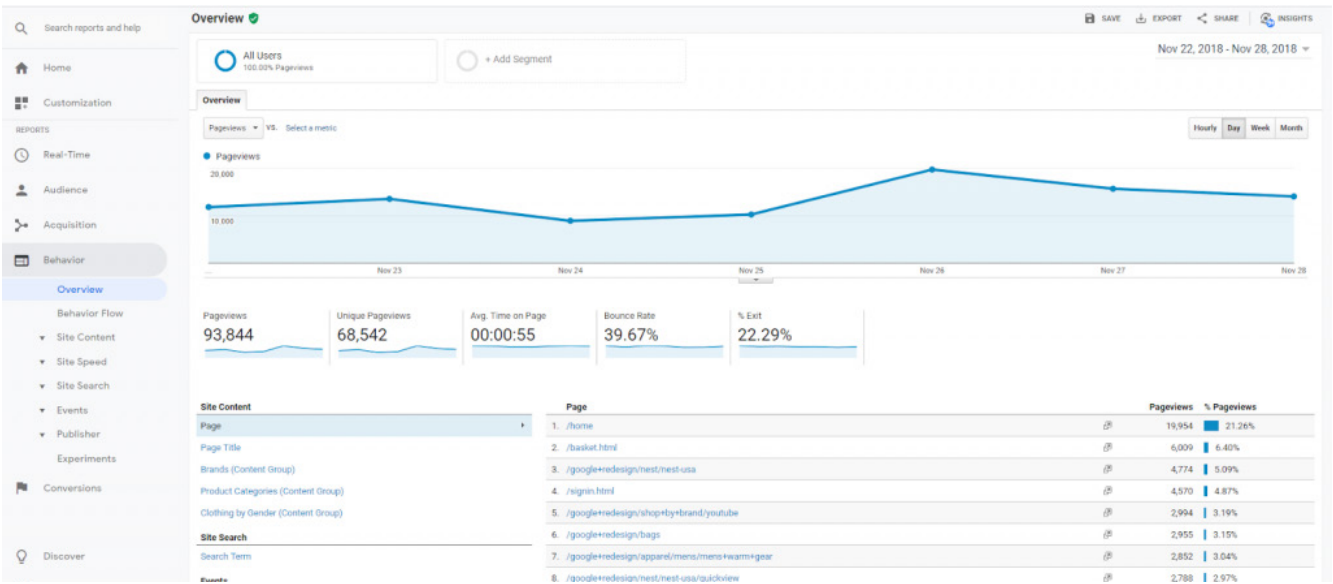 Search reports and help
Home
Customization
REPORTS
Real-Time
Audience
Acquisition
Behavior
Overview
Behavior Flow
Site Content
Site Speed
Site Search
Events
Publisher
Experiments
Conversions
Discover
Overview
SAVE EXPORT SHARE INSIGHTS
All Users
100.00% Pageviews
+ Add Segment
Nov 22, 2018 - Nov 28, 2018
Overview
Pageviews VS. Select a metric
Hourly Day Week Month
Pageviews
20,000
10,000
... Nov 23 Nov 24 Nov 25 Nov 26 Nov 27 Nov 28
Pageviews Unique Pageviews Avg. Time on Page Bounce Rate % Exit
93,844 68,542 00:00:55 39.67% 22.29%
Site Content
Page
Page Title
Brands (Content Group)
Product Categories (Content Group)
Clothing by Gender (Content Group)
Site Search
Search Term
Events
Page Pageviews % Pageviews
1. /home 19,954 21.26%
2. /basket.html 6,009 6.40%
3. /google+redesign/nest/nest-usa 4,774 5.09%
4. /signin.html 4,570 4.87%
5. /google+redesign/shop+by+brand/youtube 2,994 3.19%
6. /google+redesign/bags 2,955 3.15%
7. /google+redesign/apparel/mens/mens+warm+gear 2,852 3.04%
8. /google+redesign/nest/nest-usa/quickview 2,788 2.97%